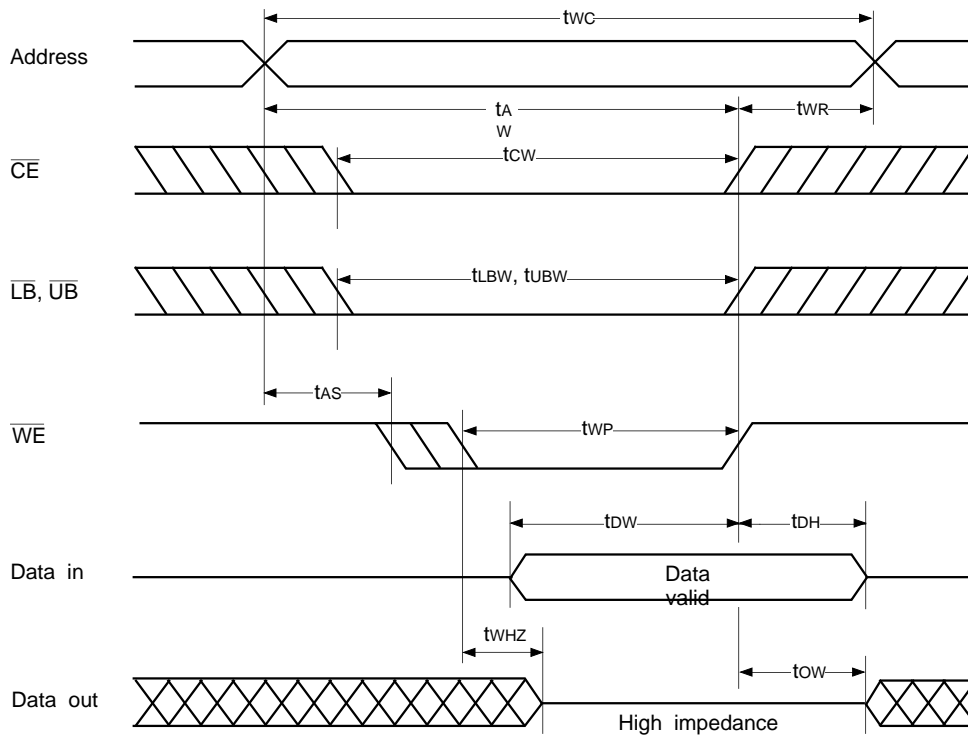 tWC
Address
tA
W
tWR
CE
tCW
LB, UB
tLBW, tUBW
tAS
WE
tWP
tDW
tDH
Data in
Data
valid
tWHZ
tOW
Data out
High impedance